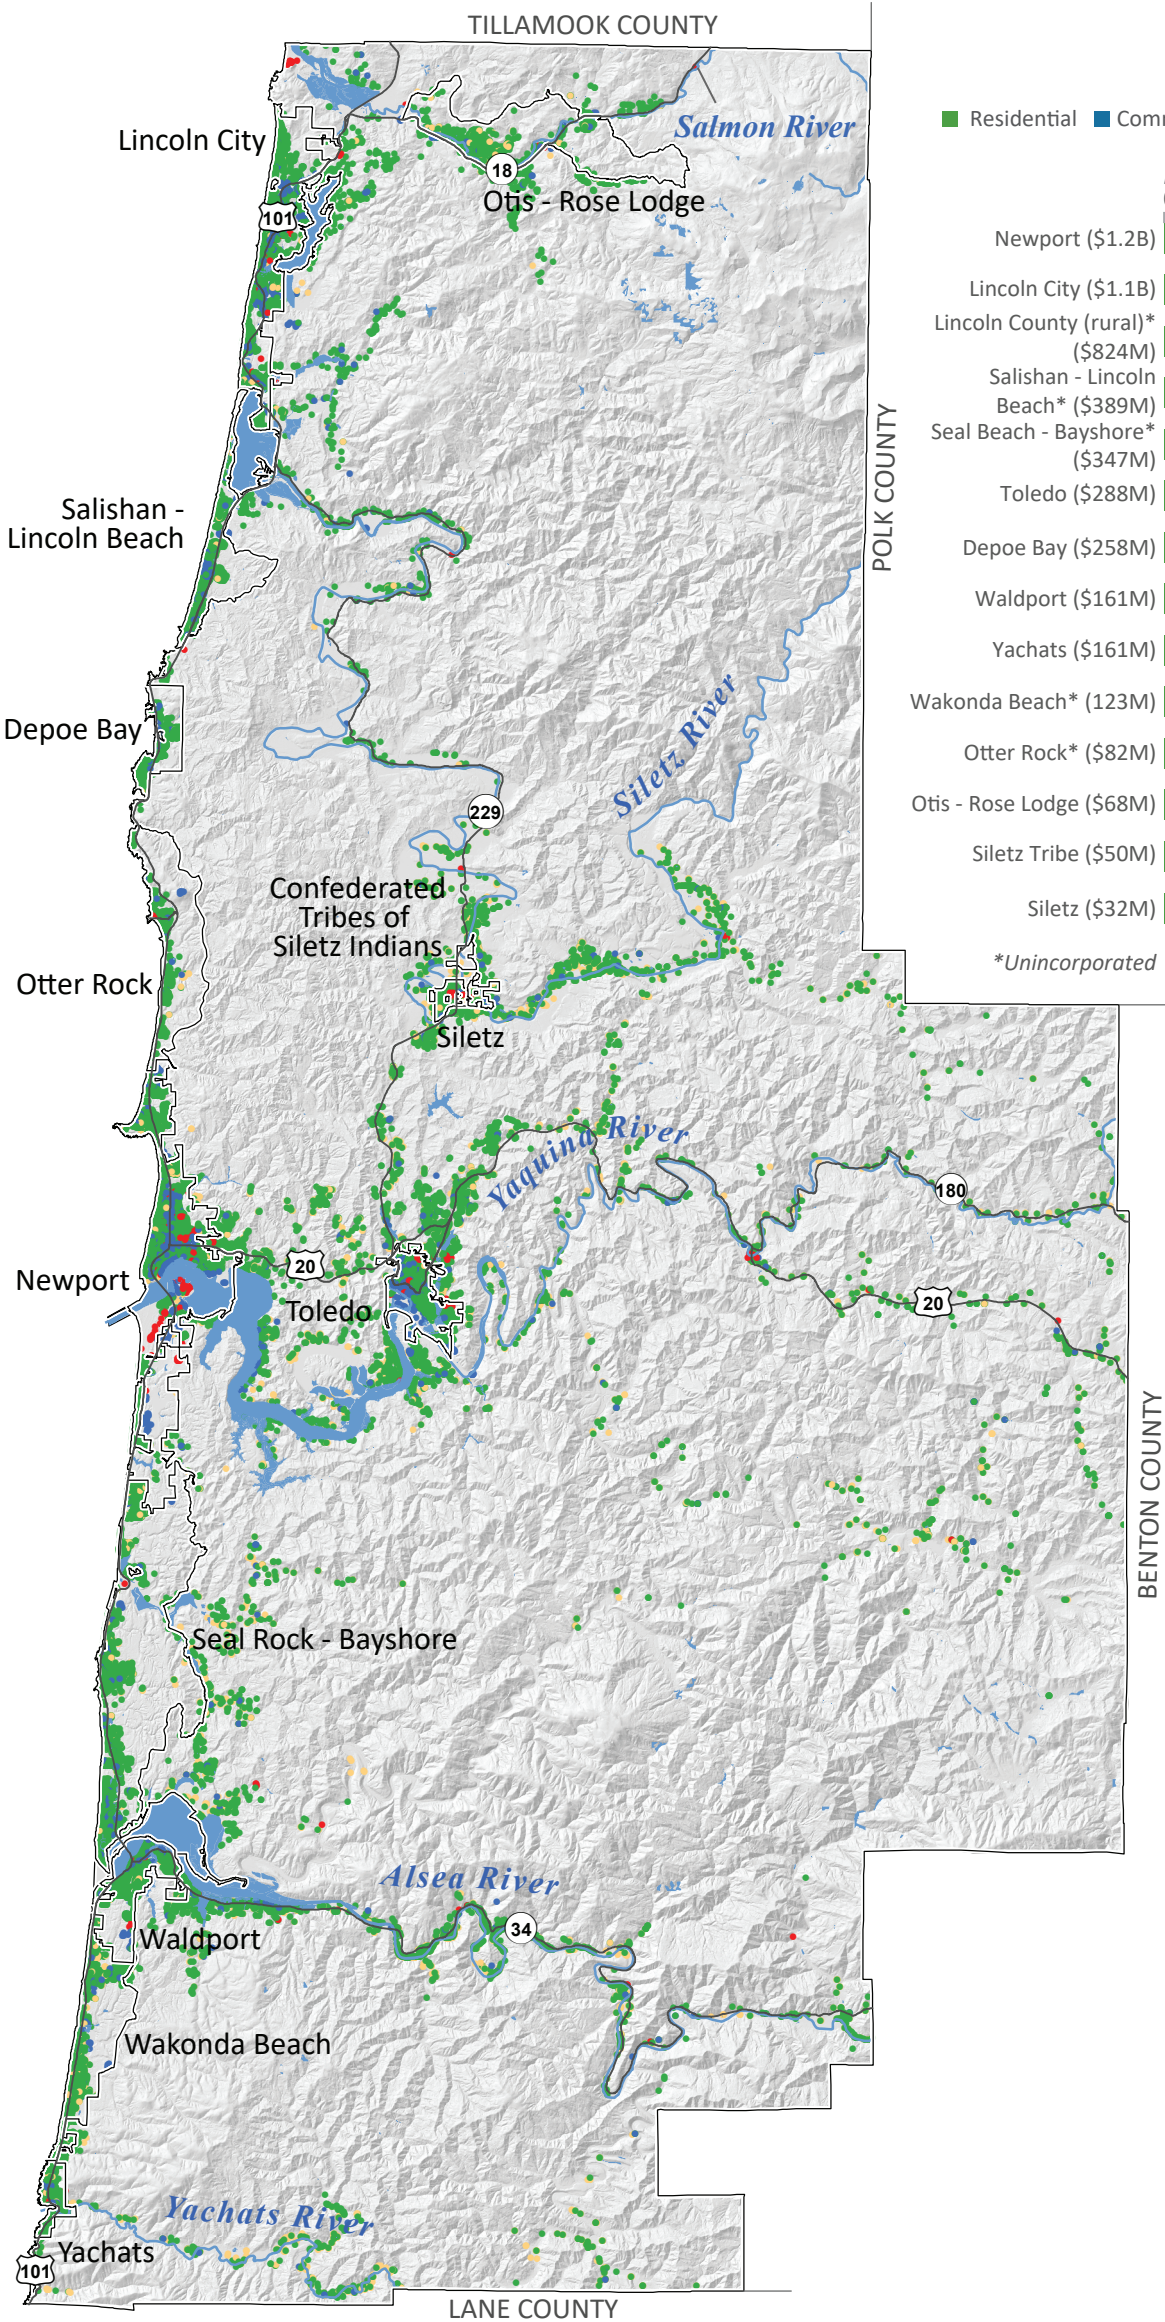 TILLAMOOK COUNTY
Lincoln City
Salmon River
18
Otis - Rose Lodge
101
POLK COUNTY
Salishan -
Lincoln Beach
Depoe Bay
Siletz River
229
Confederated
Tribes of
Siletz Indians
Otter Rock
Siletz
Yaquina River
180
20
Newport
Toledo
20
BENTON COUNTY
Seal Rock - Bayshore
Alsea River
34
Waldport
Wakonda Beach
Yachats River
Yachats
101
LANE COUNTY
Residential
Newport ($1.2B)
Lincoln City ($1.1B)
Lincoln County (rural)*
($824M)
Salishan - Lincoln
Beach* ($389M)
Seal Beach - Bayshore*
($347M)
Toledo ($288M)
Depoe Bay ($258M)
Waldport ($161M)
Yachats ($161M)
Wakonda Beach* (123M)
Otter Rock* ($82M)
Otis - Rose Lodge ($68M)
Siletz Tribe ($50M)
Siletz ($32M)
*Unincorporated